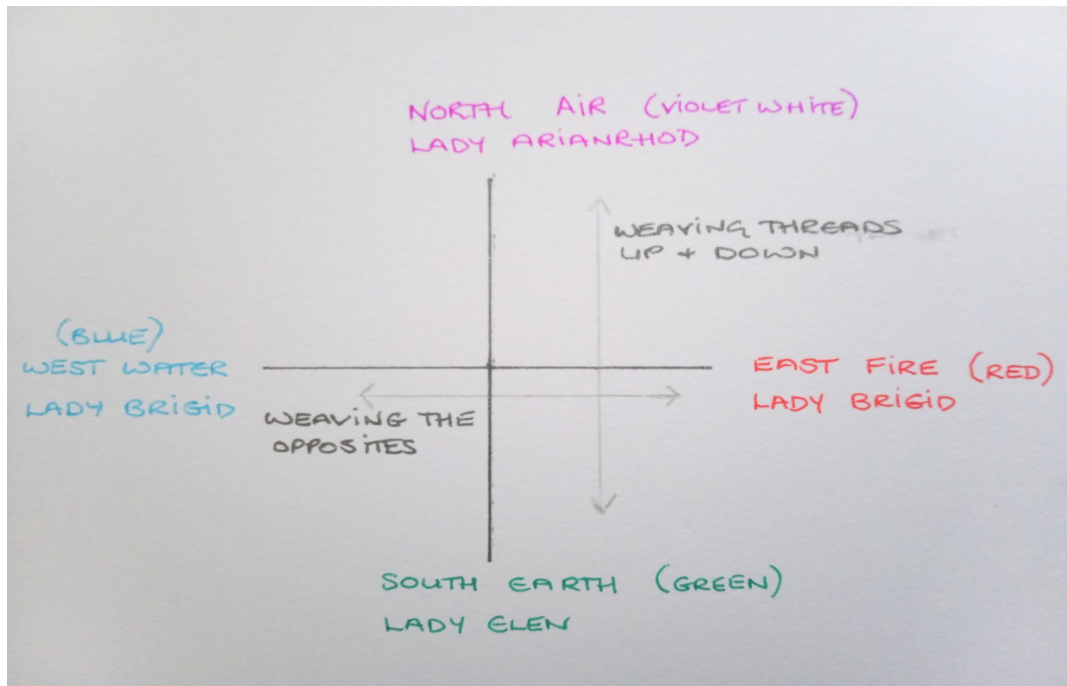 NORTH AIR (VIOLET WHITE)
LADY ARIANRHOD
WEAVING THREADS
UP + DOWN
(BLUE)
WEST WATER
LADY BRIGID
EAST FIRE (RED)
LADY BRIGID
WEAVING THE
OPPOSITES
SOUTH EARTH (GREEN)
LADY ELEN